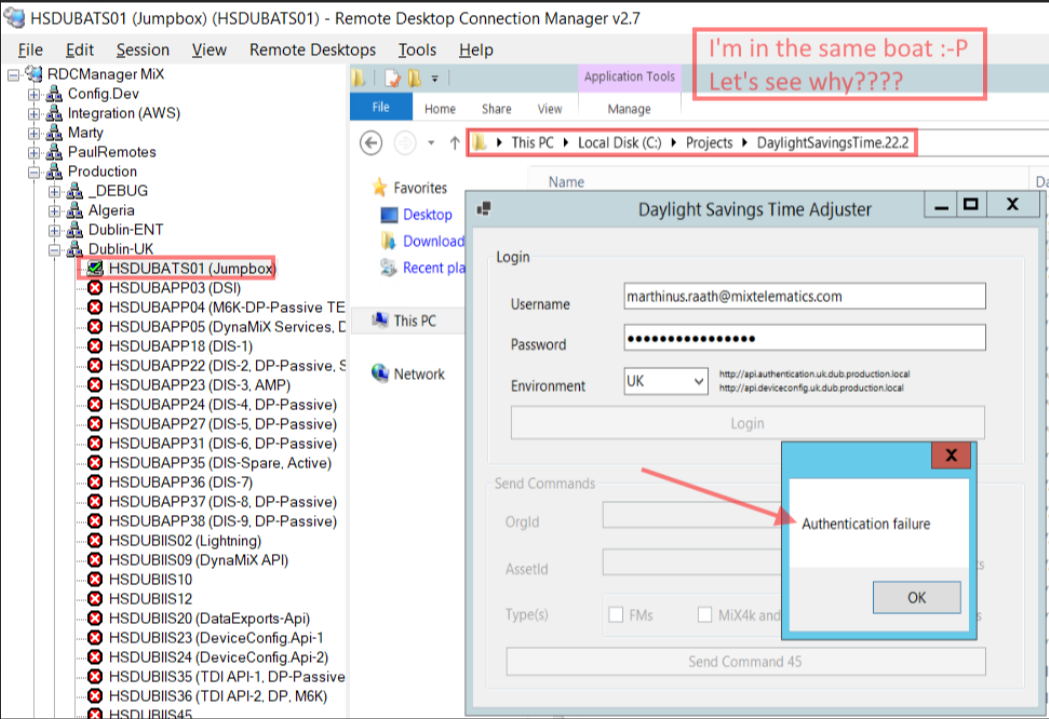 HSDUBATS01 (Jumpbox) (HSDUBATS01) - Remote Desktop Connection Manager v2.7
File Edit Session View Remote Desktops Tools Help
I'm in the same boat :-P
Let's see why????
RDCManager MiX
Config.Dev
Integration (AWS)
Marty
PaulRemotes
Production
_DEBUG
Algeria
Dublin-ENT
Dublin-UK
HSDUBATS01 (Jumpbox)
HSDUBAPP03 (DSI)
HSDUBAPP04 (M6K-DP-Passive TE
HSDUBAPP05 (DynaMiX Services, D
HSDUBAPP18 (DIS-1)
HSDUBAPP22 (DIS-2, DP-Passive, S
HSDUBAPP23 (DIS-3, AMP)
HSDUBAPP24 (DIS-4, DP-Passive)
HSDUBAPP27 (DIS-5, DP-Passive)
HSDUBAPP31 (DIS-6, DP-Passive)
HSDUBAPP35 (DIS-Spare, Active)
HSDUBAPP36 (DIS-7)
HSDUBAPP37 (DIS-8, DP-Passive)
HSDUBAPP38 (DIS-9, DP-Passive)
HSDUBIIS02 (Lightning)
HSDUBIIS09 (DynaMiX API)
HSDUBIIS10
HSDUBIIS12
HSDUBIIS20 (DataExports-Api)
HSDUBIIS23 (DeviceConfig.Api-1
HSDUBIIS24 (DeviceConfig.Api-2)
HSDUBIIS35 (TDI API-1, DP-Passive
HSDUBIIS36 (TDI API-2, DP, M6K)
HSDUBIIS45
Application Tools
File Home Share View Manage
This PC Local Disk (C:) Projects DaylightSavingsTime.22.2
Favorites
Desktop
Download
Recent pla
This PC
Network
Name
Da
Daylight Savings Time Adjuster
Login
Username marthinus.raath@mixtelematics.com
Password
Environment UK
http://api.authentication.uk.dub.production.local
http://api.deviceconfig.uk.dub.production.local
Login
Send Commands
OrgId
AssetId
Type(s) FMs MiX4k and
Send Command 45
X
Authentication failure
OK